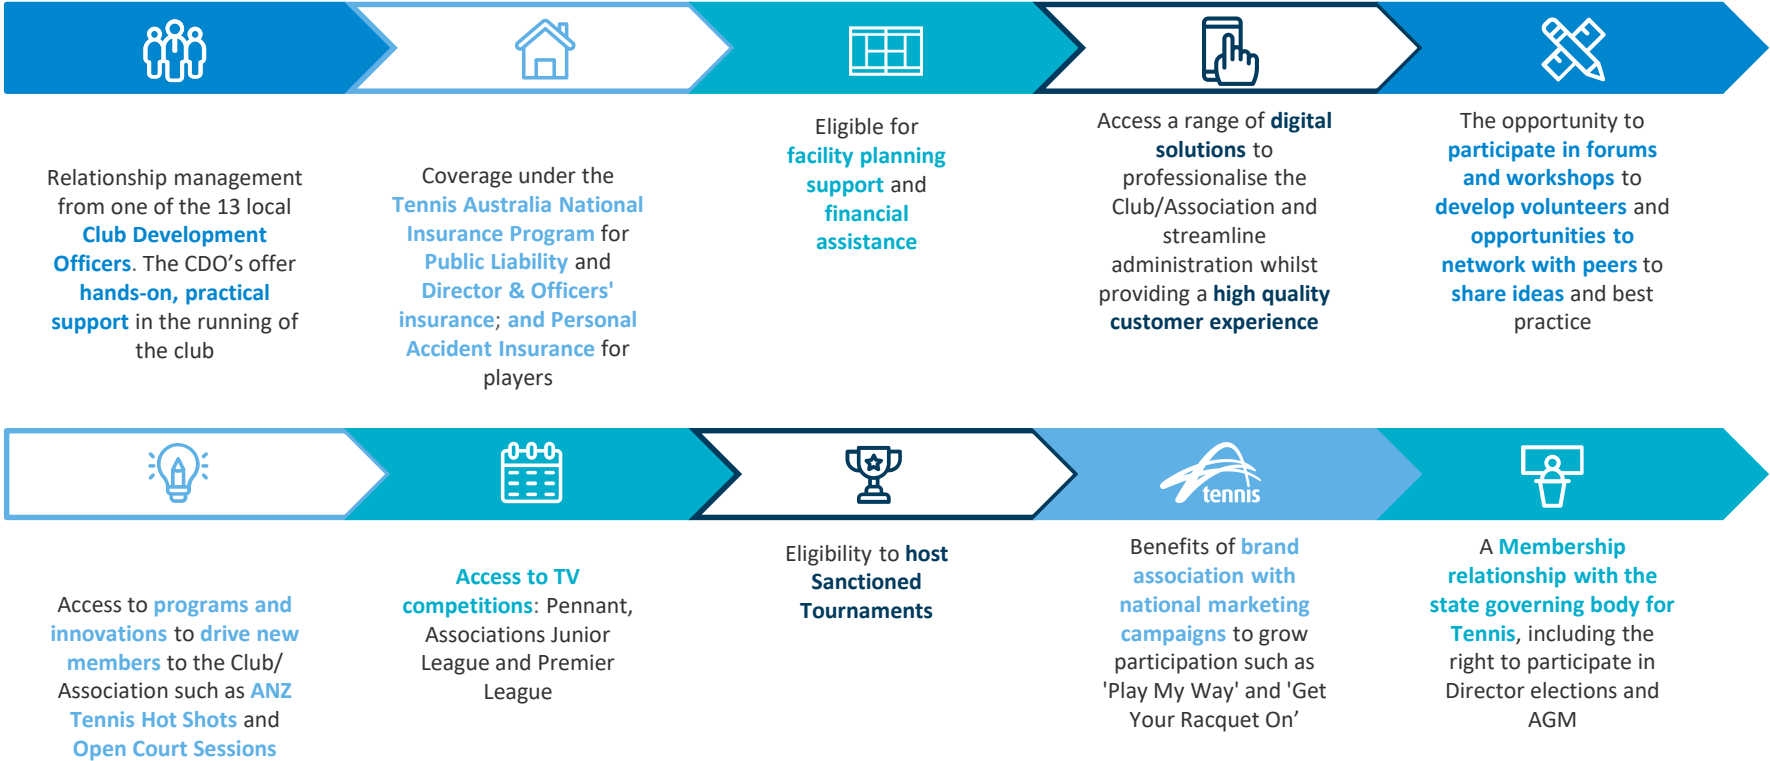 Relationship management
from one of the 13 local
Club Development
Officers. The CDO's offer
hands-on, practical
support in the running of
the club
Coverage under the
Tennis Australia National
Insurance Program for
Public Liability and
Director & Officers'
insurance; and Personal
Accident Insurance for
players
Eligible for
facility planning
support and
financial
assistance
Access a range of digital
solutions to
professionalise the
Club/Association and
streamline
administration whilst
providing a high quality
customer experience
The opportunity to
participate in forums
and workshops to
develop volunteers and
opportunities to
network with peers to
share ideas and best
practice
Access to programs and
innovations to drive new
members to the Club/
Association such as ANZ
Tennis Hot Shots and
Open Court Sessions
Access to TV
competitions: Pennant,
Associations Junior
League and Premier
League
Eligibility to host
Sanctioned
Tournaments
tennis
Benefits of brand
association with
national marketing
campaigns to grow
participation such as
'Play My Way' and 'Get
Your Racquet On’
A Membership
relationship with the
state governing body for
Tennis, including the
right to participate in
Director elections and
AGM